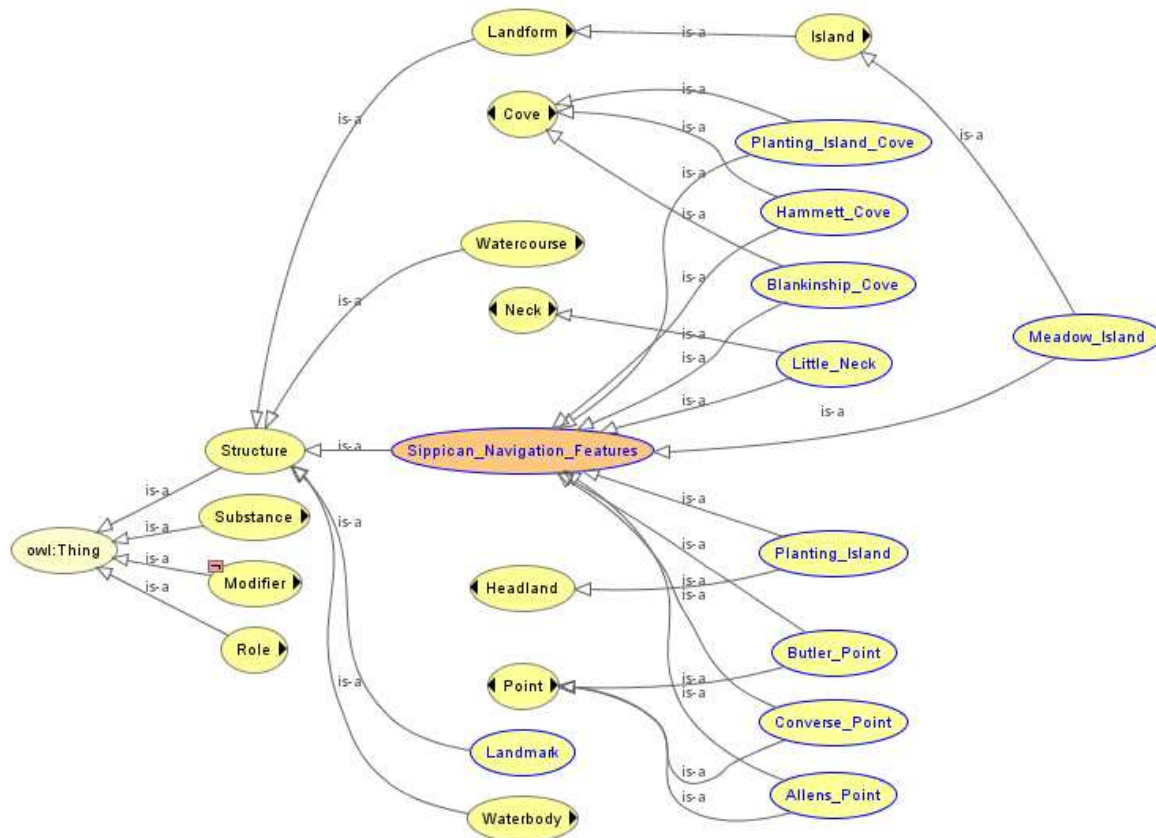 Landform
is-a
Island
is-a
Cove
is-a
is-a
is-a
Planting_Island_Cove
is-a
is-a
Hammett_Cove
Watercourse
is-a
Blankinship_Cove
is-a
Neck
is-a
Meadow_Island
is-a
Little_Neck
is-a
is-a
Structure
is-a
Sippican_Navigation_Features
is-a
is-a
Substance
is-a
is-a
owl:Thing
is-a
is-a
Planting_Island
is-a
Modifier
Headland
is-a
is-a
is-a
Role
Butler_Point
is-a
Point
is-a
is-a
Converse_Point
Landmark
is-a
Allens_Point
is-a
Waterbody